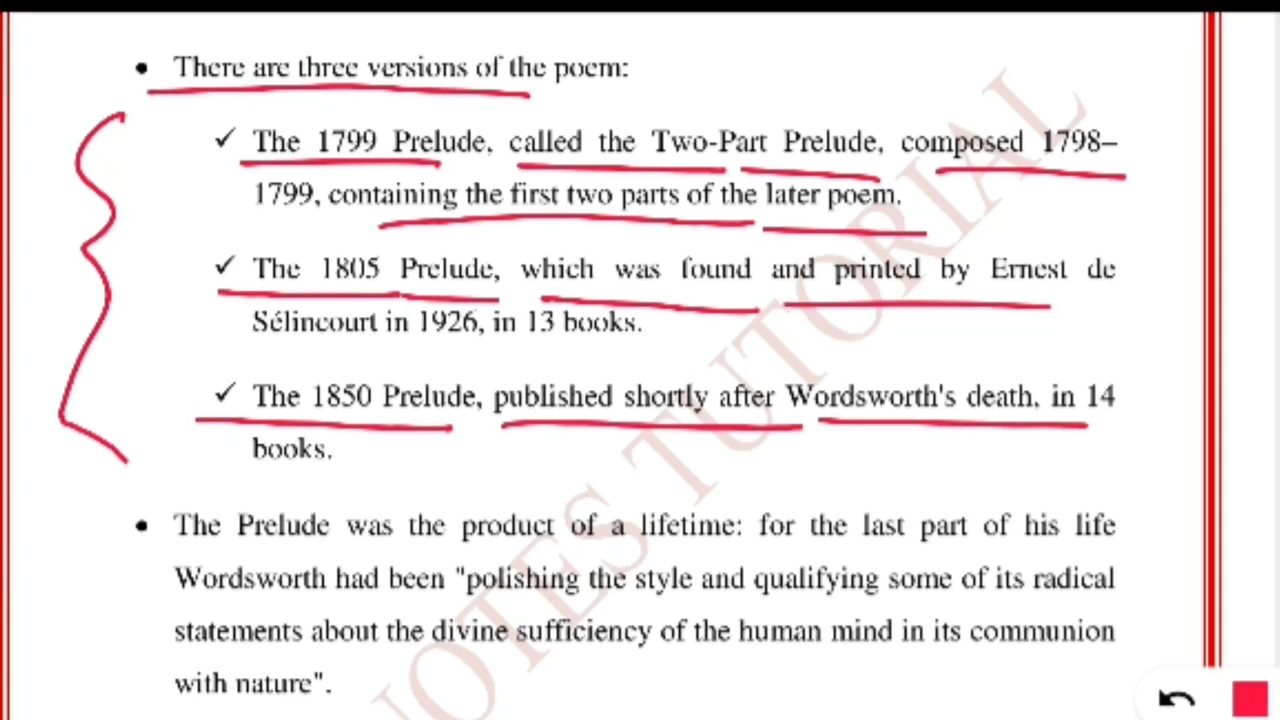 • There are three versions of the poem:
✓ The 1799 Prelude, called the Two-Part Prelude, composed 1798–
1799, containing the first two parts of the later poem.
✓ The 1805 Prelude, which was found and printed by Ernest de
Sélincourt in 1926, in 13 books.
✓ The 1850 Prelude, published shortly after Wordsworth's death, in 14
books.
• The Prelude was the product of a lifetime: for the last part of his life
Wordsworth had been "polishing the style and qualifying some of its radical
statements about the divine sufficiency of the human mind in its communion
with nature".
NOTES TUTORIAL